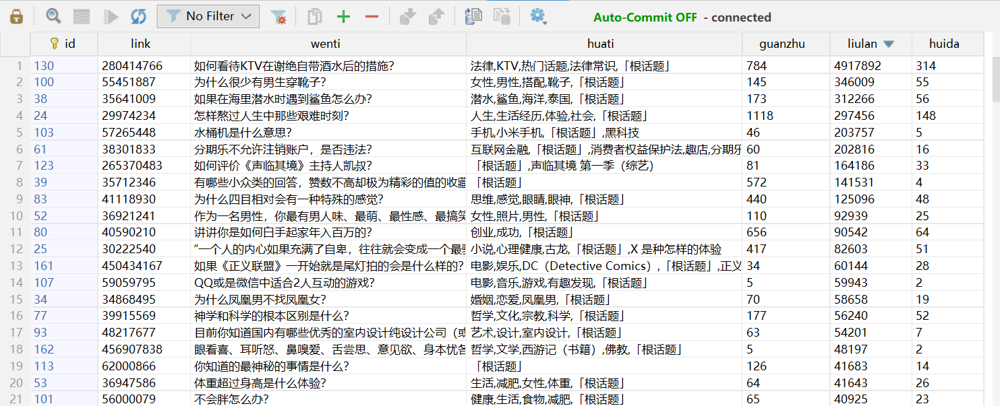 No Filter Auto-Commit OFF - connected
id link wenti huati guanzhu liulan huida
1 130 280414766 如何看待KTV在谢绝自带酒水后的措施? 法律,KTV,热门话题,法律常识,「根话题」 784 4917892 314
2 100 55451887 为什么很少有男生穿靴子? 女性,男性,搭配,靴子,「根话题」 145 346009 55
3 38 35641009 如果在海里潜水时遇到鲨鱼怎么办? 潜水,鲨鱼,海洋,泰国,「根话题」 173 312266 56
4 24 29974234 怎样熬过人生中那些艰难时刻? 人生,生活经历,体验,社会,「根话题」 1118 297456 148
5 103 57265448 水桶机是什么意思? 手机,小米手机,「根话题」,黑科技 46 203757 5
6 61 38301833 分期乐不允许注销账户，是否违法? 互联网金融,「根话题」,消费者权益保护法,趣店,分期乐 60 202816 16
7 123 265370483 如何评价《声临其境》主持人凯叔? 「根话题」,声临其境 第一季（综艺） 81 164186 33
8 39 35712346 有哪些小众类的回答，赞数不高却极为精彩的值的收藏 「根话题」 572 141531 4
9 83 41118930 为什么四目相对会有一种特殊的感觉? 思维,感觉,眼睛,眼神,「根话题」 440 125096 48
10 52 36921241 作为一名男性，你最有男人味、最萌、最性感、最搞笑 女性,照片,男性,「根话题」 110 92939 25
11 80 40590210 讲讲你是如何白手起家年入百万的? 创业,成功,「根话题」 656 90542 64
12 25 30222540 “一个人的内心如果充满了自卑，往往就会变成一个最 小说,心理健康,古龙,「根话题」,X 是种怎样的体验 417 82603 51
13 161 450434167 如果《正义联盟》一开始就是尾灯拍的会是什么样的? 电影,娱乐,DC（Detective Comics）,「根话题」,正义 34 60144 28
14 107 59059795 QQ或是微信中适合2人互动的游戏? 电影,音乐,游戏,有趣发现,「根话题」 5 59943 2
15 34 34868495 为什么凤凰男不找凤凰女? 婚姻,恋爱,凤凰男,「根话题」 70 58658 19
16 77 39915569 神学和科学的根本区别是什么? 哲学,文化,宗教,科学,「根话题」 177 56240 52
17 93 48217677 目前你知道国内有哪些优秀的室内设计纯设计公司（或 艺术,设计,室内设计,「根话题」 63 54201 7
18 162 456907838 眼看喜、耳听怒、鼻嗅爱、舌尝思、意见欲、身本忧各 哲学,文学,西游记（书籍）,佛教,「根话题」 5 48197 2
19 113 62000866 你知道的最神秘的事情是什么? 「根话题」 126 41683 14
20 53 36947586 体重超过身高是什么体验? 生活,减肥,女性,体重,「根话题」 64 41643 26
21 101 56000079 不会胖怎么办? 健康,生活,食物,减肥,「根话题」 65 40925 23